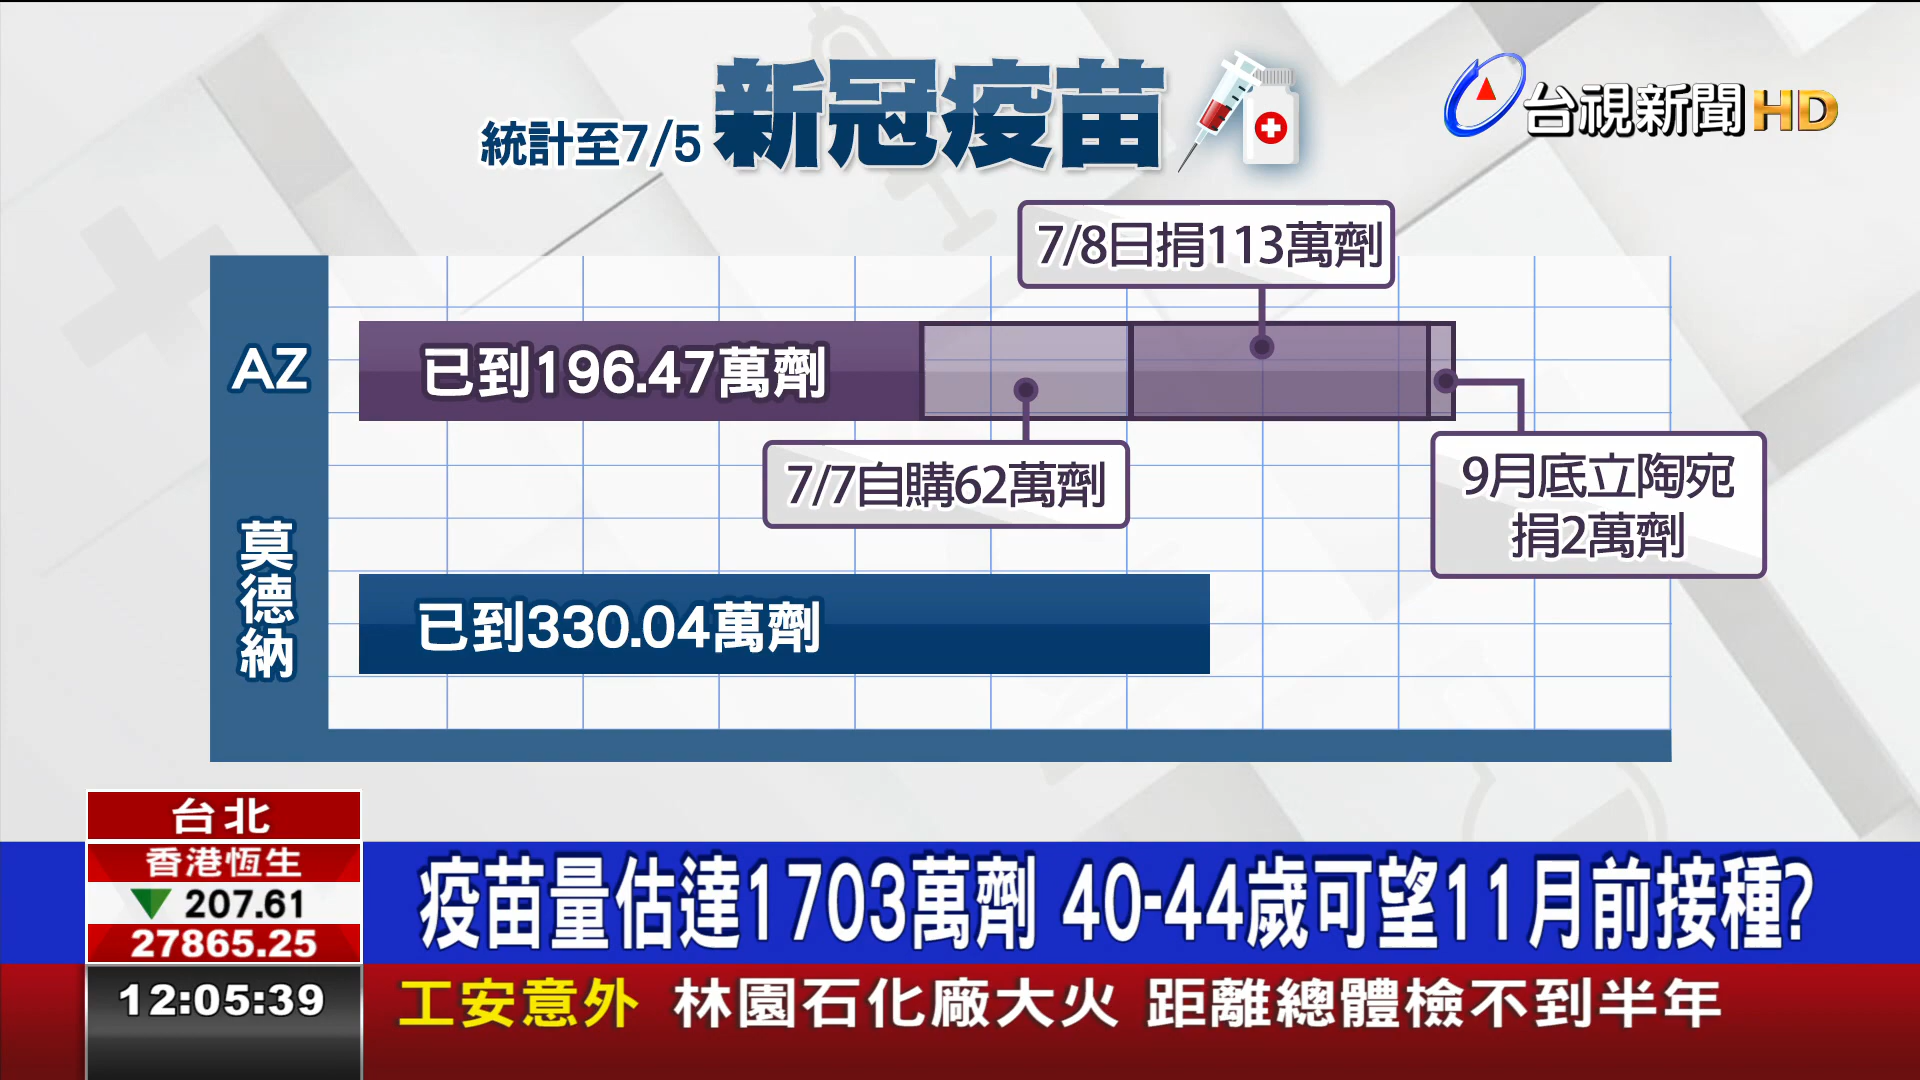 統計至7/5 新冠疫苗
台視新聞HD
7/8日捐113萬劑
AZ
已到196.47萬劑
7/7自購62萬劑
9月底立陶宛
捐2萬劑
莫德納
已到330.04萬劑
台北
香港恆生
207.61
27865.25
12:05:39
疫苗量估達1703萬劑 40-44歲可望11月前接種?
工安意外 林園石化廠大火 距離總體檢不到半年